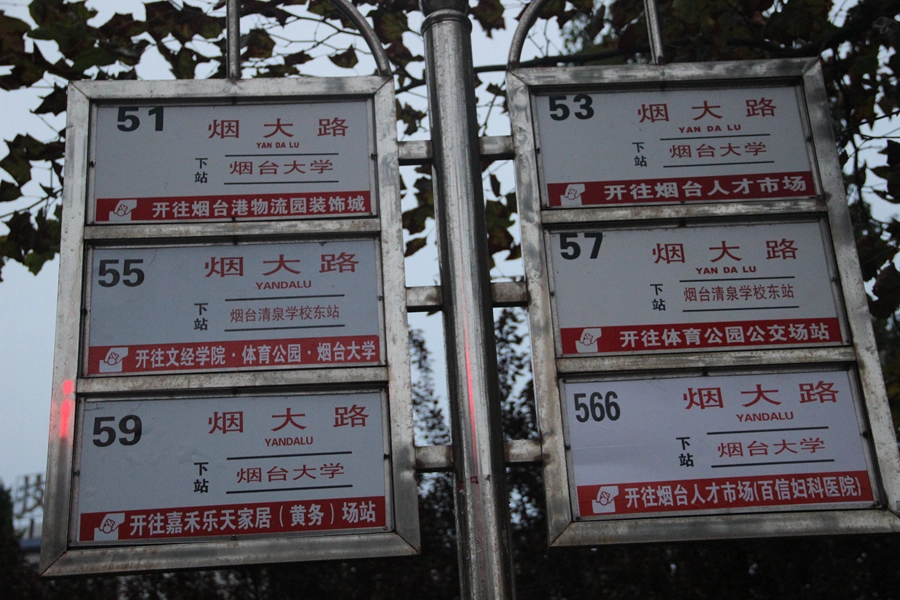 51
烟大路
YAN DA LU
下站 烟台大学
开往烟台港物流园装饰城
55
烟大路
YANDALU
下站 烟台清泉学校东站
开往文经学院·体育公园·烟台大学
59
烟大路
YANDALU
下站 烟台大学
开往嘉禾乐天家居(黄务)场站
53
烟大路
YAN DA LU
下站 烟台大学
开往烟台人才市场
57
烟大路
YAN DA LU
下站 烟台清泉学校东站
开往体育公园公交场站
566
烟大路
YANDALU
下站 烟台大学
开往烟台人才市场(百信妇科医院)